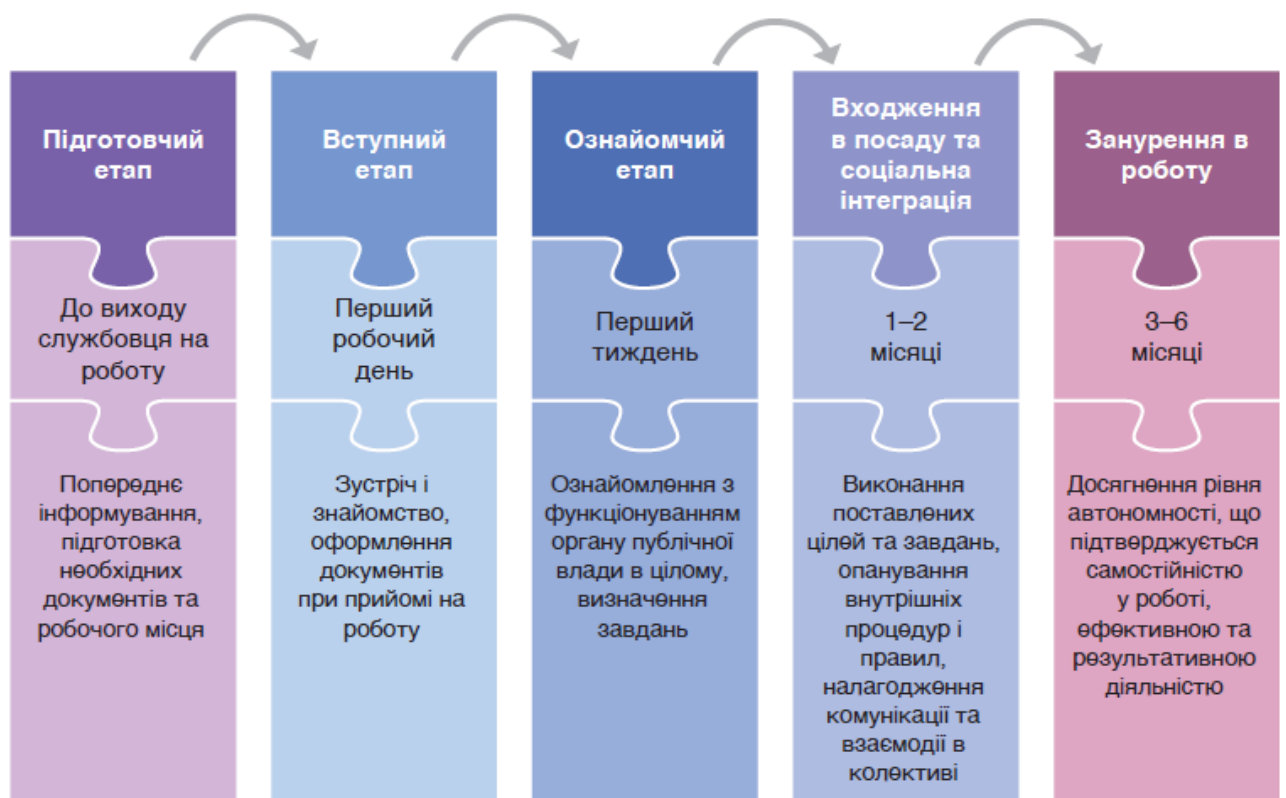 Підготовчий
етап
До виходу
службовця на
роботу
Попереднє
інформування,
підготовка
необхідних
документів та
робочого місця
Вступний
етап
Перший
робочий
день
Зустріч і
знайомство,
оформлення
документів
при прийомі на
роботу
Ознайомчий
етап
Перший
тиждень
Ознайомлення з
функціонуванням
органу публічної
влади в цілому,
визначення
завдань
Входження
в посаду та
соціальна
інтеграція
1–2
місяці
Виконання
поставлених
цілей та завдань,
опанування
внутрішніх
процедур і
правил,
налагодження
комунікації та
взаємодії в
колективі
Занурення в
роботу
3–6
місяці
Досягнення рівня
автономності, що
підтверджується
самостійністю
у роботі,
ефективною та
результативною
діяльністю